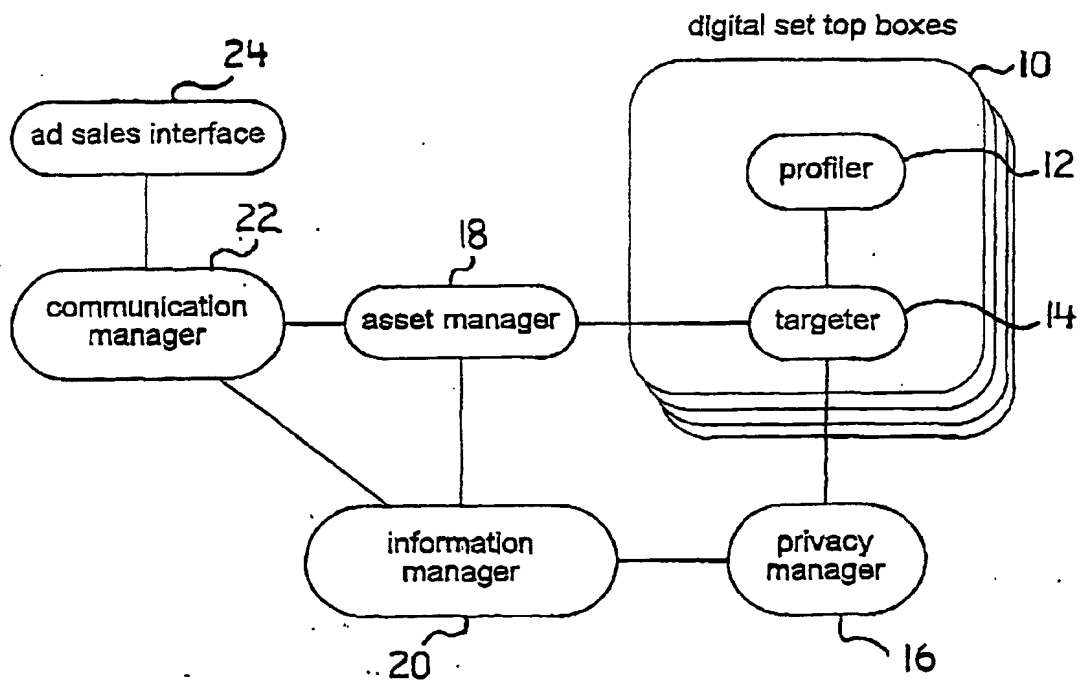 digital set top boxes
24
10
ad sales interface
profiler
12
22
18
communication
manager
asset manager
targeter
14
information
manager
privacy
manager
20
16